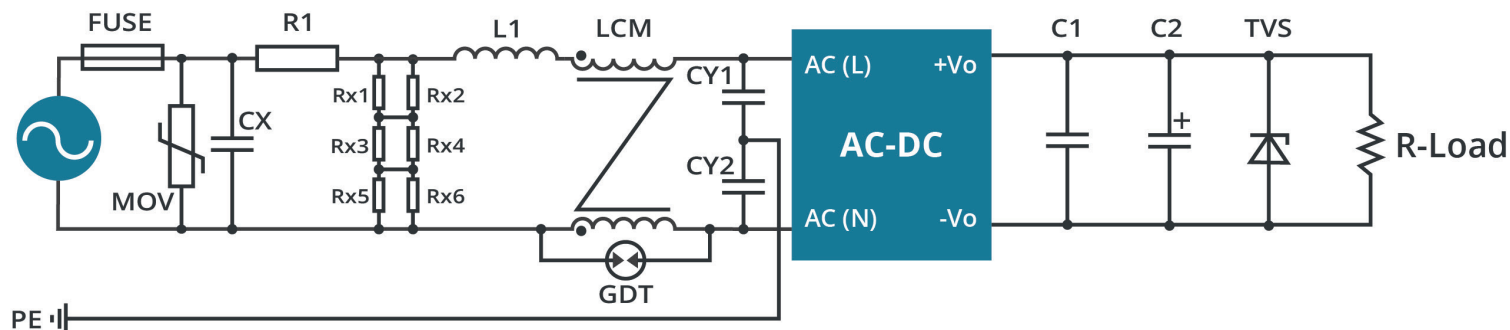 FUSE
R1
L1
LCM
C1
C2
TVS
CY1
AC (L)
+Vo
Rx1
Rx2
CX
Rx3
Rx4
AC-DC
+
R-Load
CY2
MOV
Rx5
Rx6
AC (N)
-Vo
GDT
PE